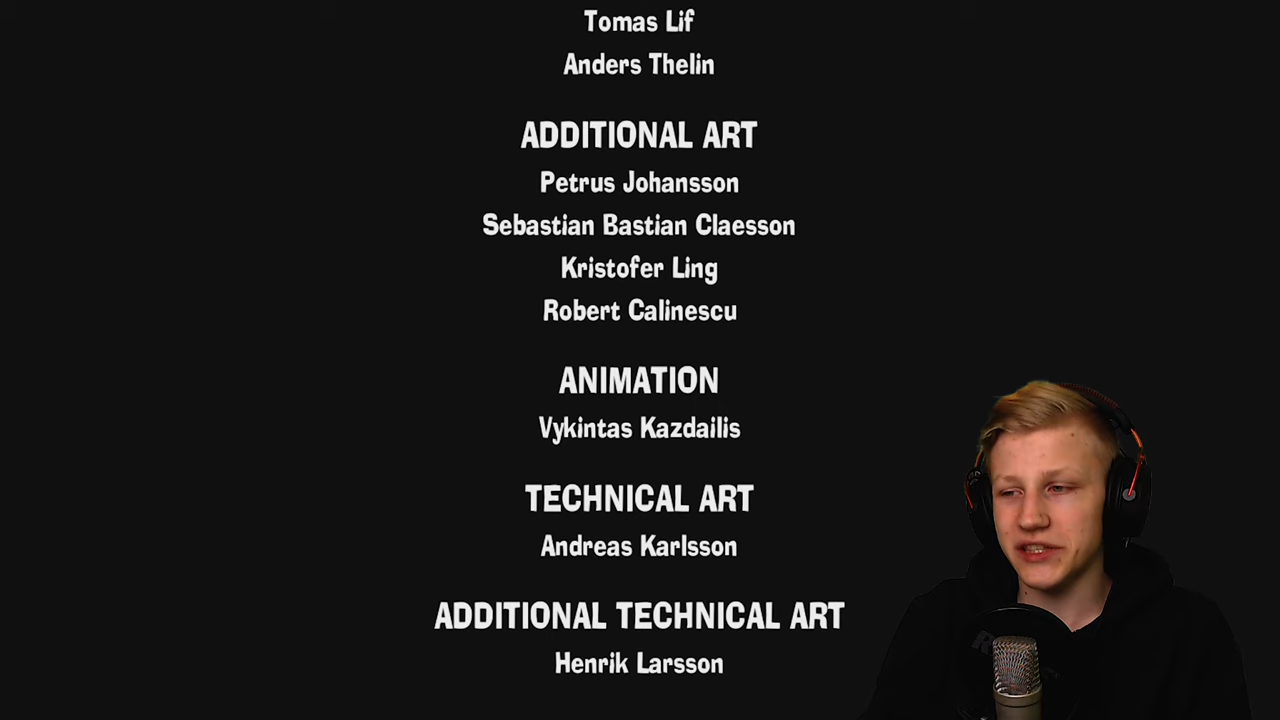 Tomas Lif
Anders Thelin
ADDITIONAL ART
Petrus Johansson
Sebastian Bastian Claesson
Kristofer Ling
Robert Calinescu
ANIMATION
Vykintas Kazdailis
TECHNICAL ART
Andreas Karlsson
ADDITIONAL TECHNICAL ART
Henrik Larsson